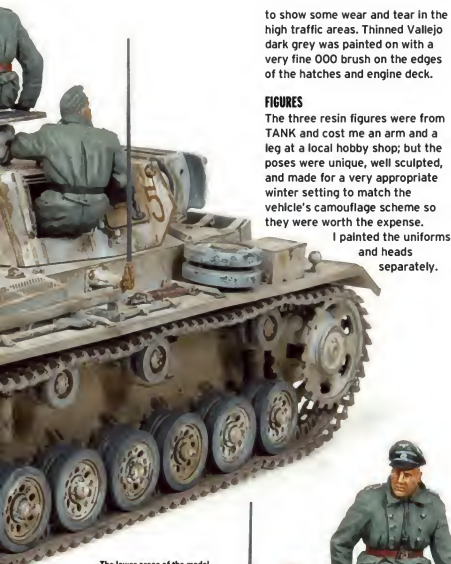 to show some wear and tear in the
high traffic areas. Thinned Vallejo
dark grey was painted on with a
very fine 000 brush on the edges
of the hatches and engine deck.
FIGURES
The three resin figures were from
TANK and cost me an arm and a
leg at a local hobby shop; but the
poses were unique, well sculpted,
and made for a very appropriate
winter setting to match the
vehicle's camouflage scheme so
they were worth the expense.
I painted the uniforms
and heads
separately.
The lower areas of the model